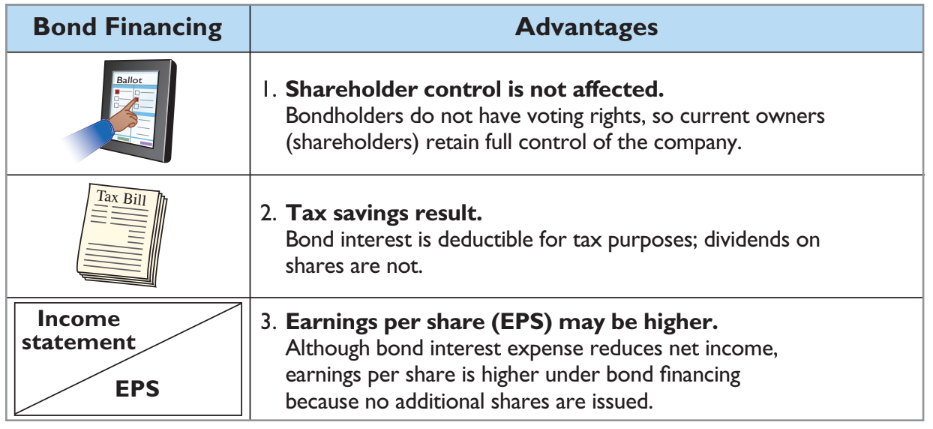 Bond Financing
Advantages
Ballot
1. Shareholder control is not affected.
Bondholders do not have voting rights, so current owners
(shareholders) retain full control of the company.
Tax Bill
2. Tax savings result.
Bond interest is deductible for tax purposes; dividends on
shares are not.
Income
statement
EPS
3. Earnings per share (EPS) may be higher.
Although bond interest expense reduces net income,
earnings per share is higher under bond financing
because no additional shares are issued.